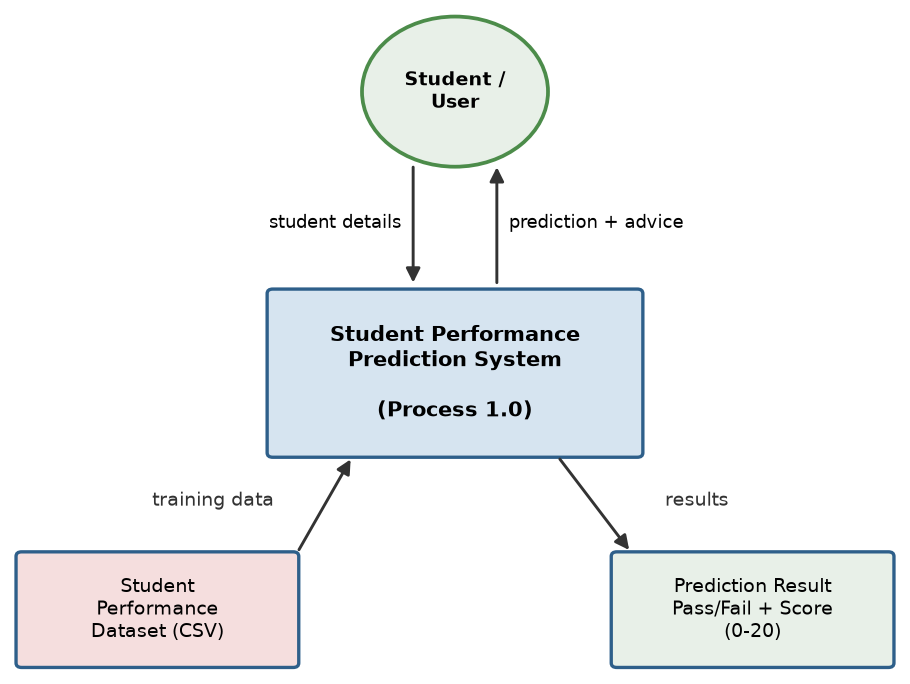 Student /
User
student details
prediction + advice
Student Performance
Prediction System
(Process 1.0)
training data
results
Student
Performance
Dataset (CSV)
Prediction Result
Pass/Fail + Score
(0-20)